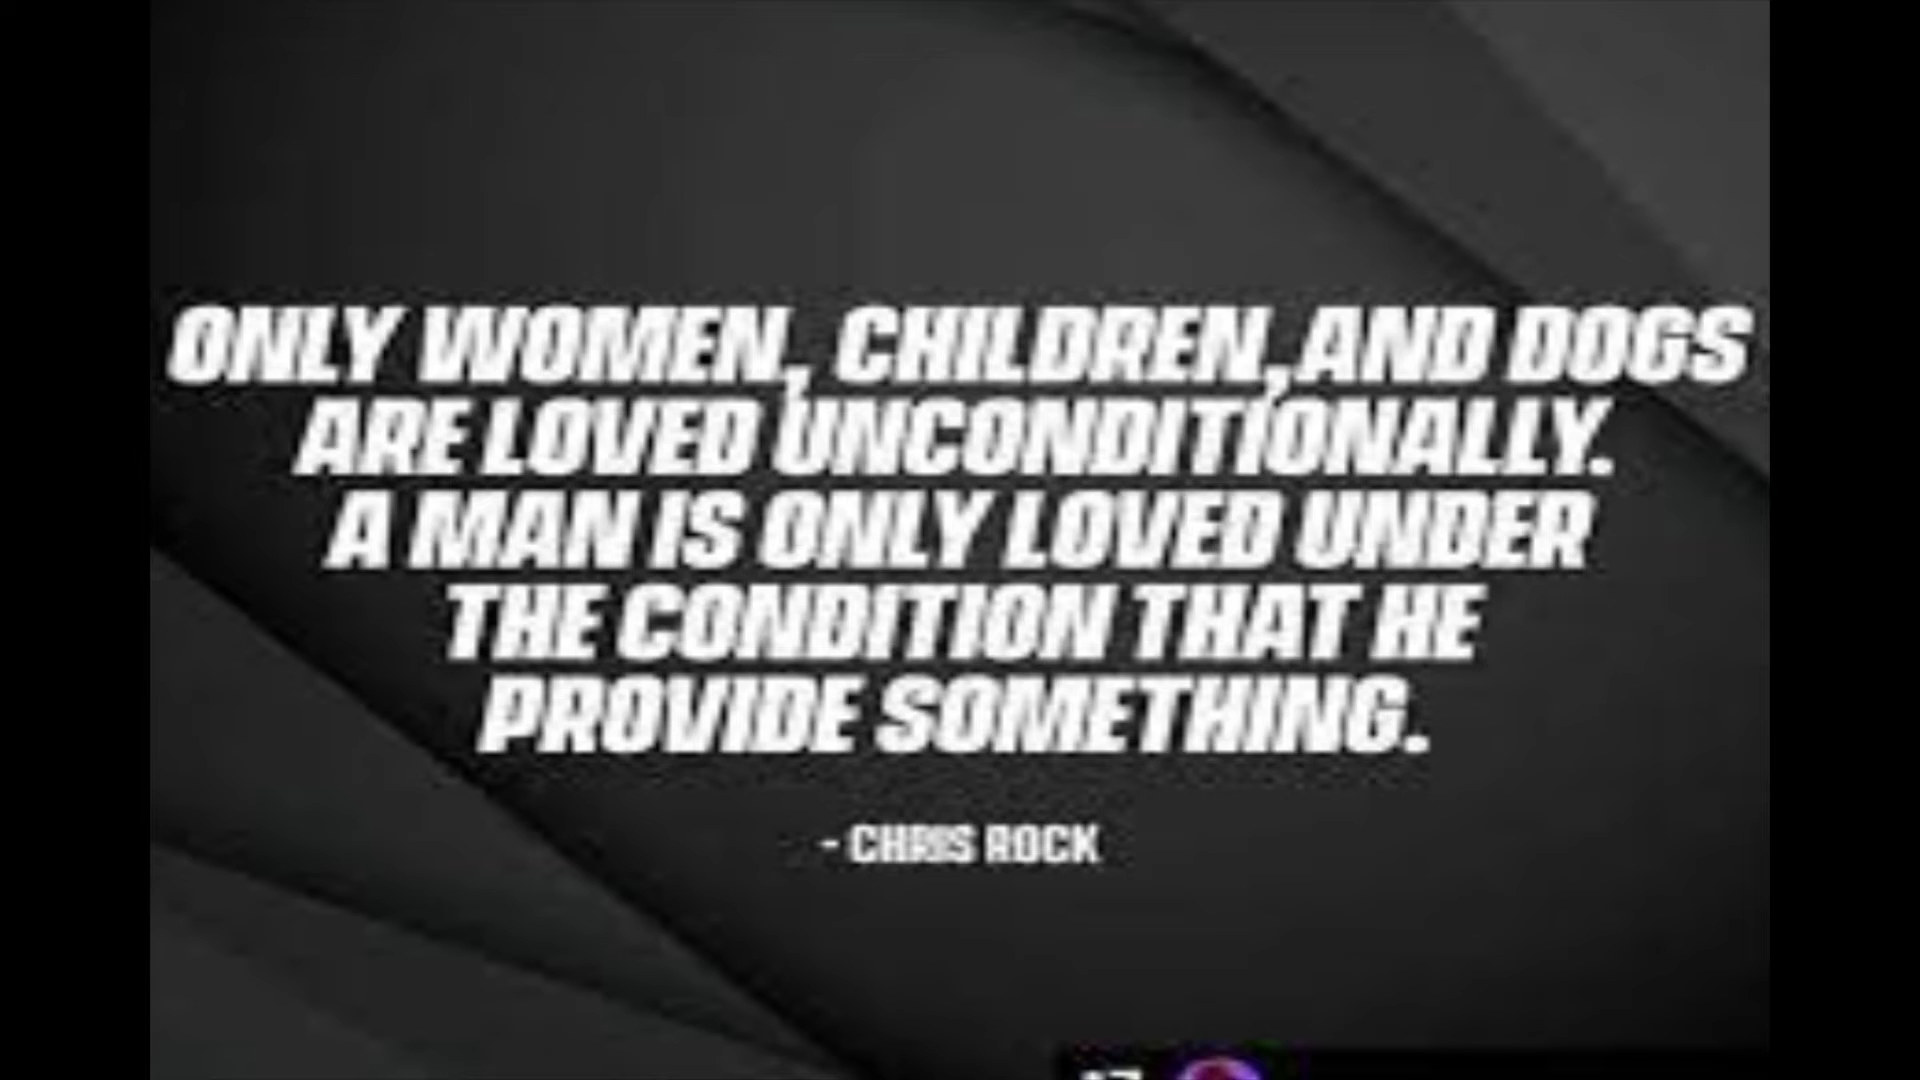 ONLY WOMEN, CHILDREN,AND DOGS
ARE LOVED UNCONDITIONALLY.
A MAN IS ONLY LOVED UNDER
THE CONDITION THAT HE
PROVIDE SOMETHING.
- CHRIS ROCK